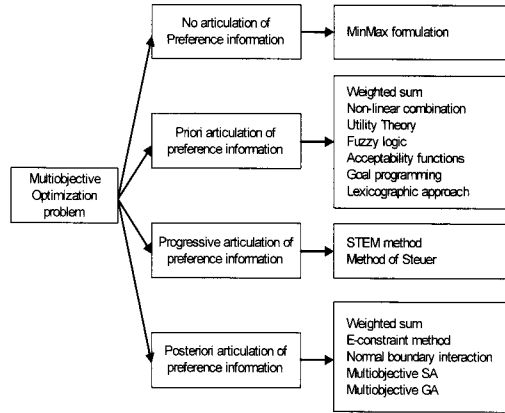 No articulation of
Preference information
MinMax formulation
Priori articulation of
preference information
Weighted sum
Non-linear combination
Utility Theory
Fuzzy logic
Acceptability functions
Goal programming
Lexicographic approach
Multiobjective
Optimization
problem
Progressive articulation of
preference information
STEM method
Method of Steuer
Posteriori articulation of
preference information
Weighted sum
E-constraint method
Normal boundary interaction
Multiobjective SA
Multiobjective GA